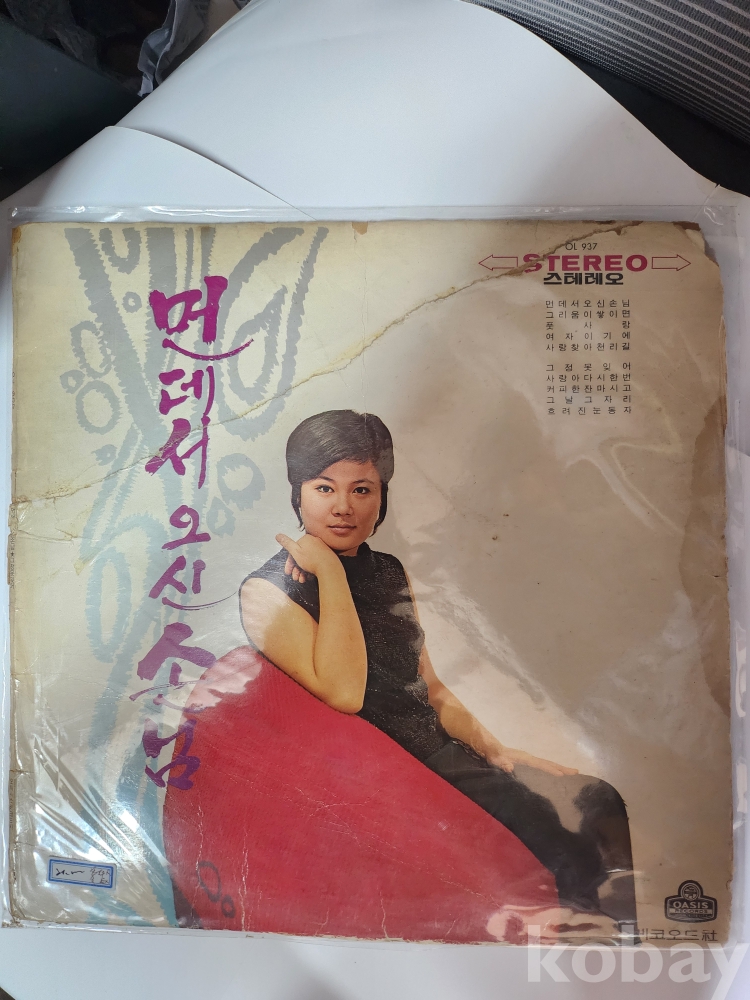 OL 937
STEREO
스테레오
먼데서 오신 손님
먼데서오신손님
그리움이쌓이면
풋사랑
여자이기에
사랑찾아천리길
그정못잊어
사랑아다시한번
커피한잔마시고
그날그자리
흐려진눈동자
OASIS
RECORDS
레코오드社
kobay